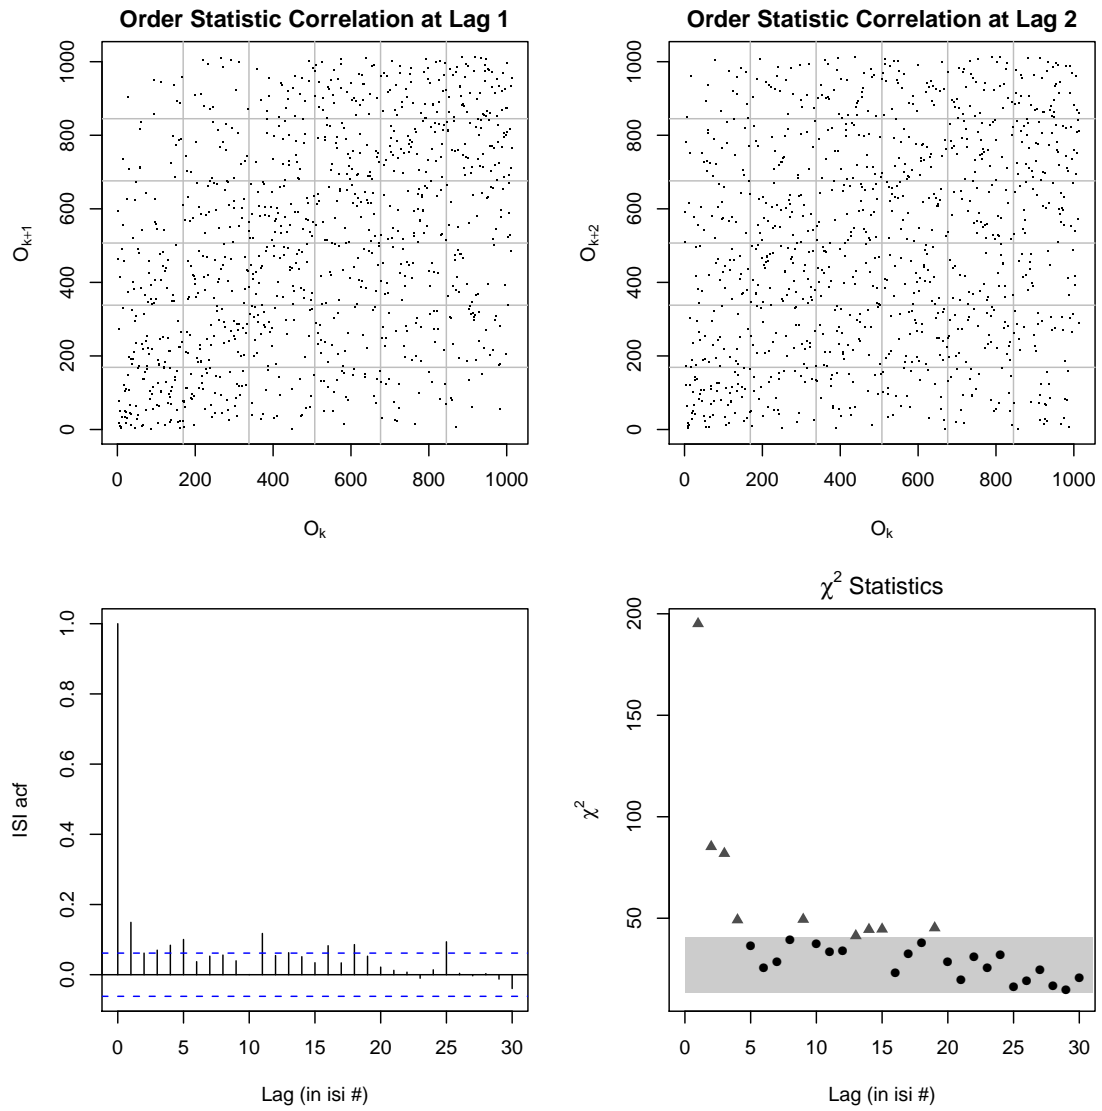 Order Statistic Correlation at Lag 1
1000
800
600
400
200
0
O_{k+1}
0 200 400 600 800 1000
O_k
Order Statistic Correlation at Lag 2
1000
800
600
400
200
0
O_{k+2}
0 200 400 600 800 1000
O_k
1.0
0.8
0.6
0.4
0.2
0.0
ISI acf
0 5 10 15 20 25 30
Lag (in isi #)
χ² Statistics
200
150
100
50
χ²
0 5 10 15 20 25 30
Lag (in isi #)